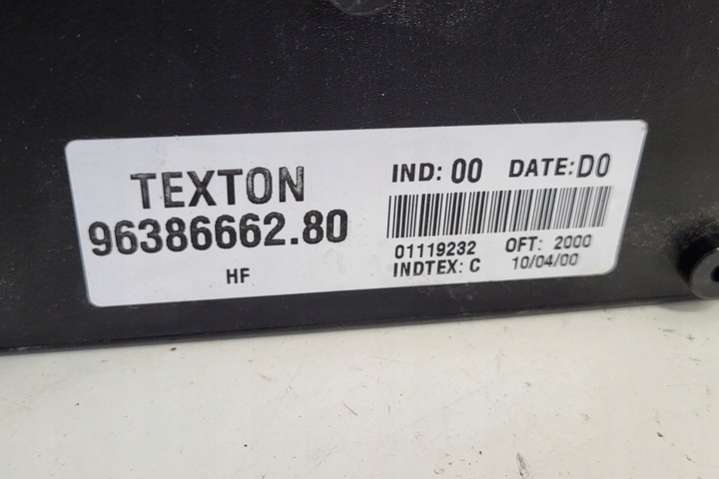 TEXTON
96386662.80
HF
IND: 00 DATE: D0
01119232 OFT: 2000
INDTEX: C 10/04/00